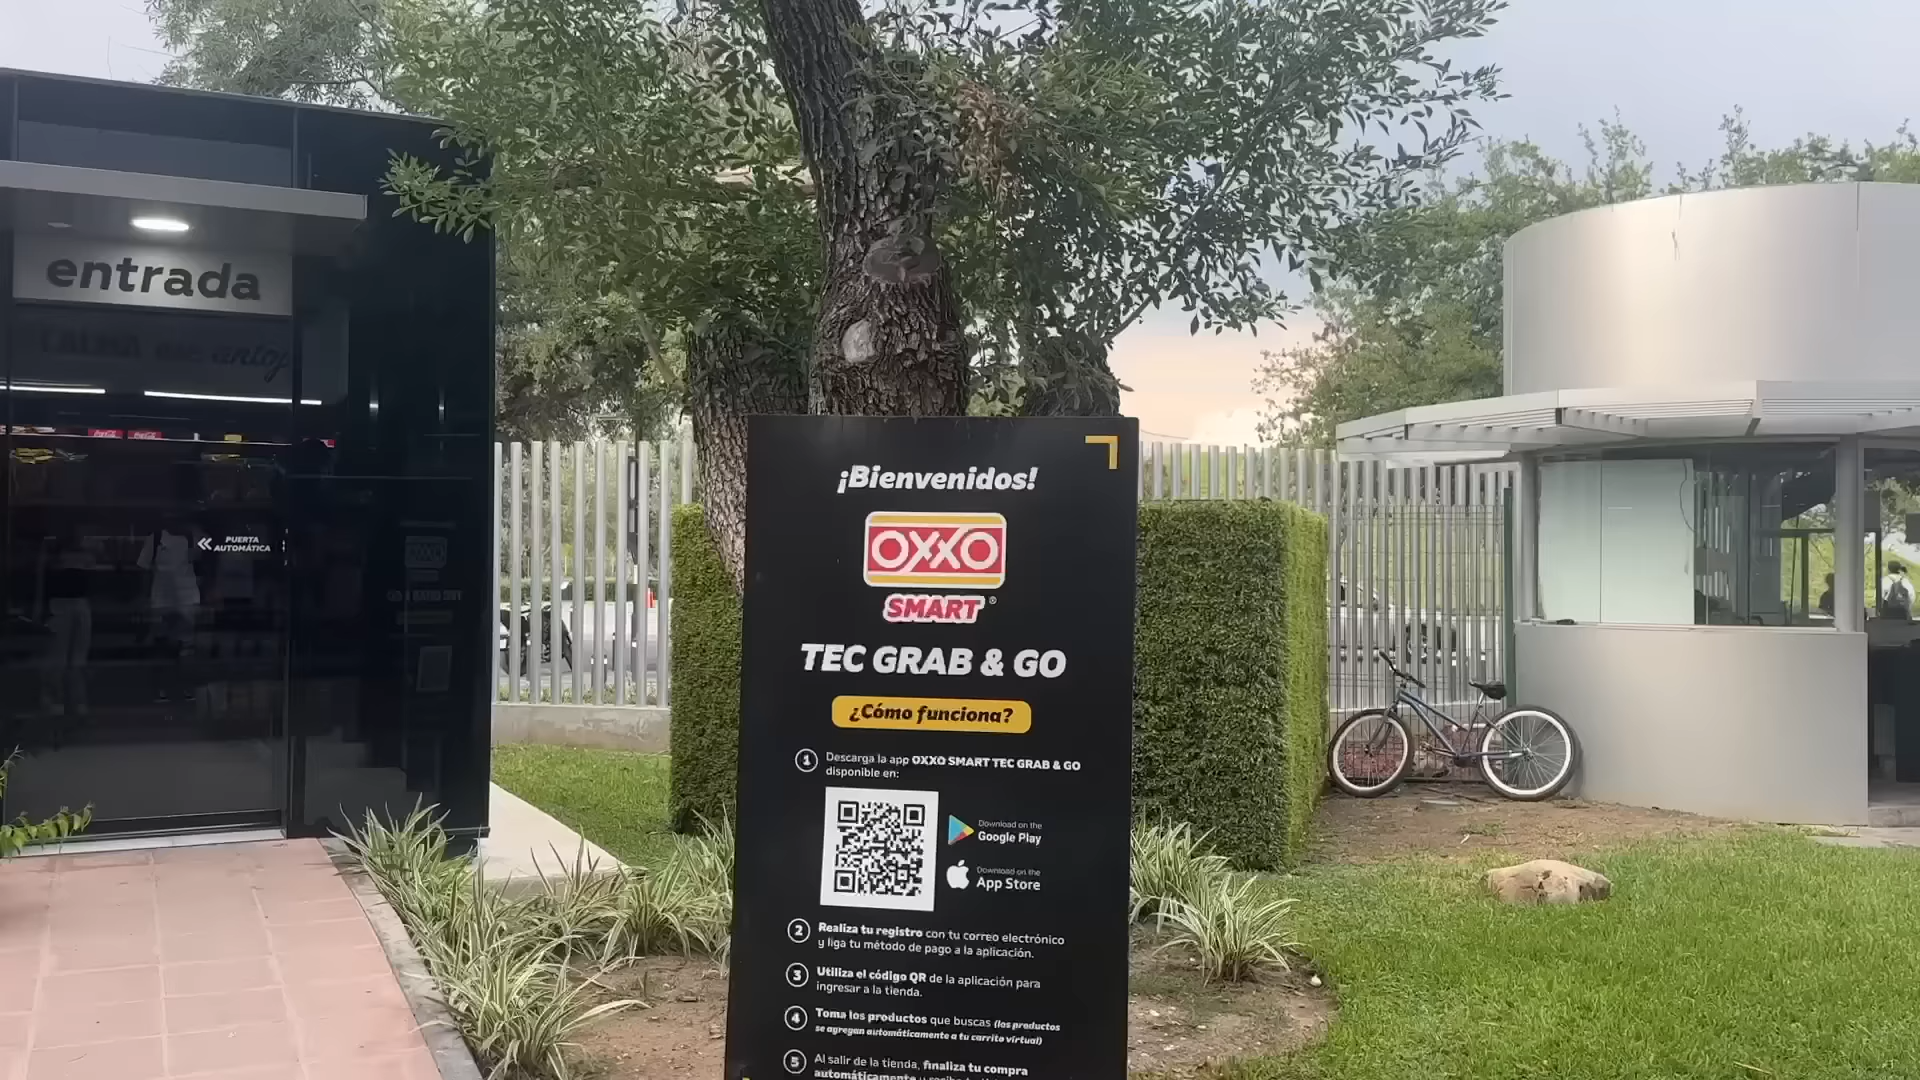 entrada
PUERTA
AUTOMÁTICA
¡Bienvenidos!
OXXO
SMART®
TEC GRAB & GO
¿Cómo funciona?
1 Descarga la app OXXO SMART TEC GRAB & GO
disponible en:
Download on the
Google Play
Download on the
App Store
2 Realiza tu registro con tu correo electrónico
y liga tu método de pago a la aplicación.
3 Utiliza el código QR de la aplicación para
ingresar a la tienda.
4 Toma los productos que buscas (los productos
se agregan automáticamente a tu carrito virtual)
5 Al salir de la tienda, finaliza tu compra
automáticamente